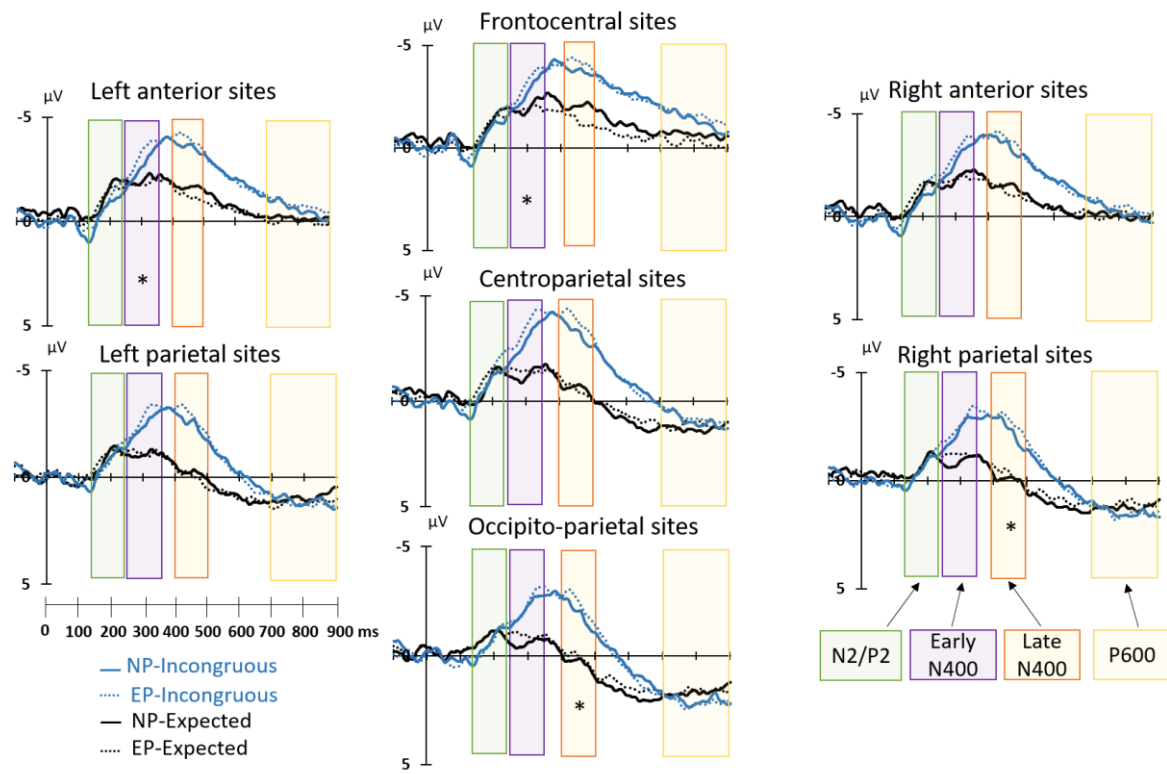 Left anterior sites
µV
-5
0
5
*
Left parietal sites
µV
-5
0
5
0 100 200 300 400 500 600 700 800 900 ms
NP-Incongruous
EP-Incongruous
NP-Expected
EP-Expected
Frontocentral sites
µV
-5
0
5
*
Centroparietal sites
µV
-5
0
5
Occipito-parietal sites
µV
-5
0
5
*
Right anterior sites
µV
-5
0
5
Right parietal sites
µV
-5
0
5
*
N2/P2
Early
N400
Late
N400
P600